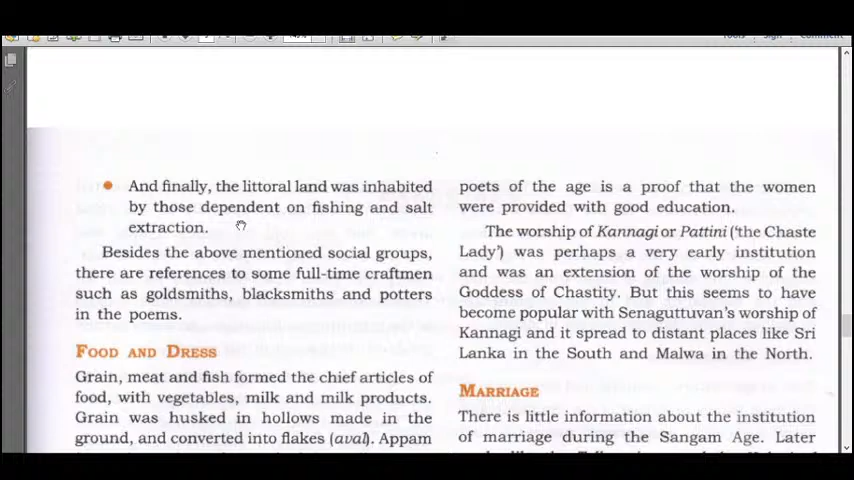 ● And finally, the littoral land was inhabited
by those dependent on fishing and salt
extraction.
Besides the above mentioned social groups,
there are references to some full-time craftmen
such as goldsmiths, blacksmiths and potters
in the poems.
FOOD AND DRESS
Grain, meat and fish formed the chief articles of
food, with vegetables, milk and milk products.
Grain was husked in hollows made in the
ground, and converted into flakes (aval). Appam
poets of the age is a proof that the women
were provided with good education.
The worship of Kannagi or Pattini ('the Chaste
Lady') was perhaps a very early institution
and was an extension of the worship of the
Goddess of Chastity. But this seems to have
become popular with Senaguttuvan's worship of
Kannagi and it spread to distant places like Sri
Lanka in the South and Malwa in the North.
MARRIAGE
There is little information about the institution
of marriage during the Sangam Age. Later